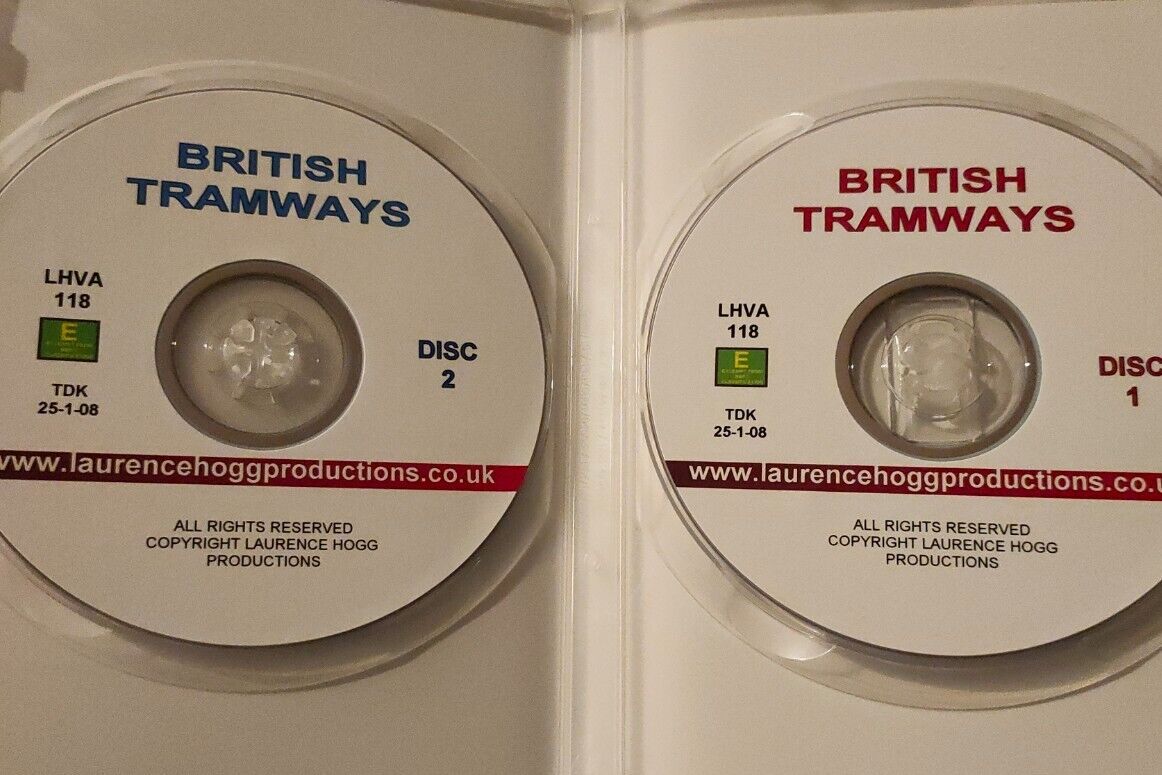 BRITISH
TRAMWAYS
LHVA
118
E
DISC
2
TDK
25-1-08
www.laurencehoggproductions.co.uk
ALL RIGHTS RESERVED
COPYRIGHT LAURENCE HOGG
PRODUCTIONS
BRITISH
TRAMWAYS
LHVA
118
E
DISC
1
TDK
25-1-08
www.laurencehoggproductions.co.u
ALL RIGHTS RESERVED
COPYRIGHT LAURENCE HOGG
PRODUCTIONS